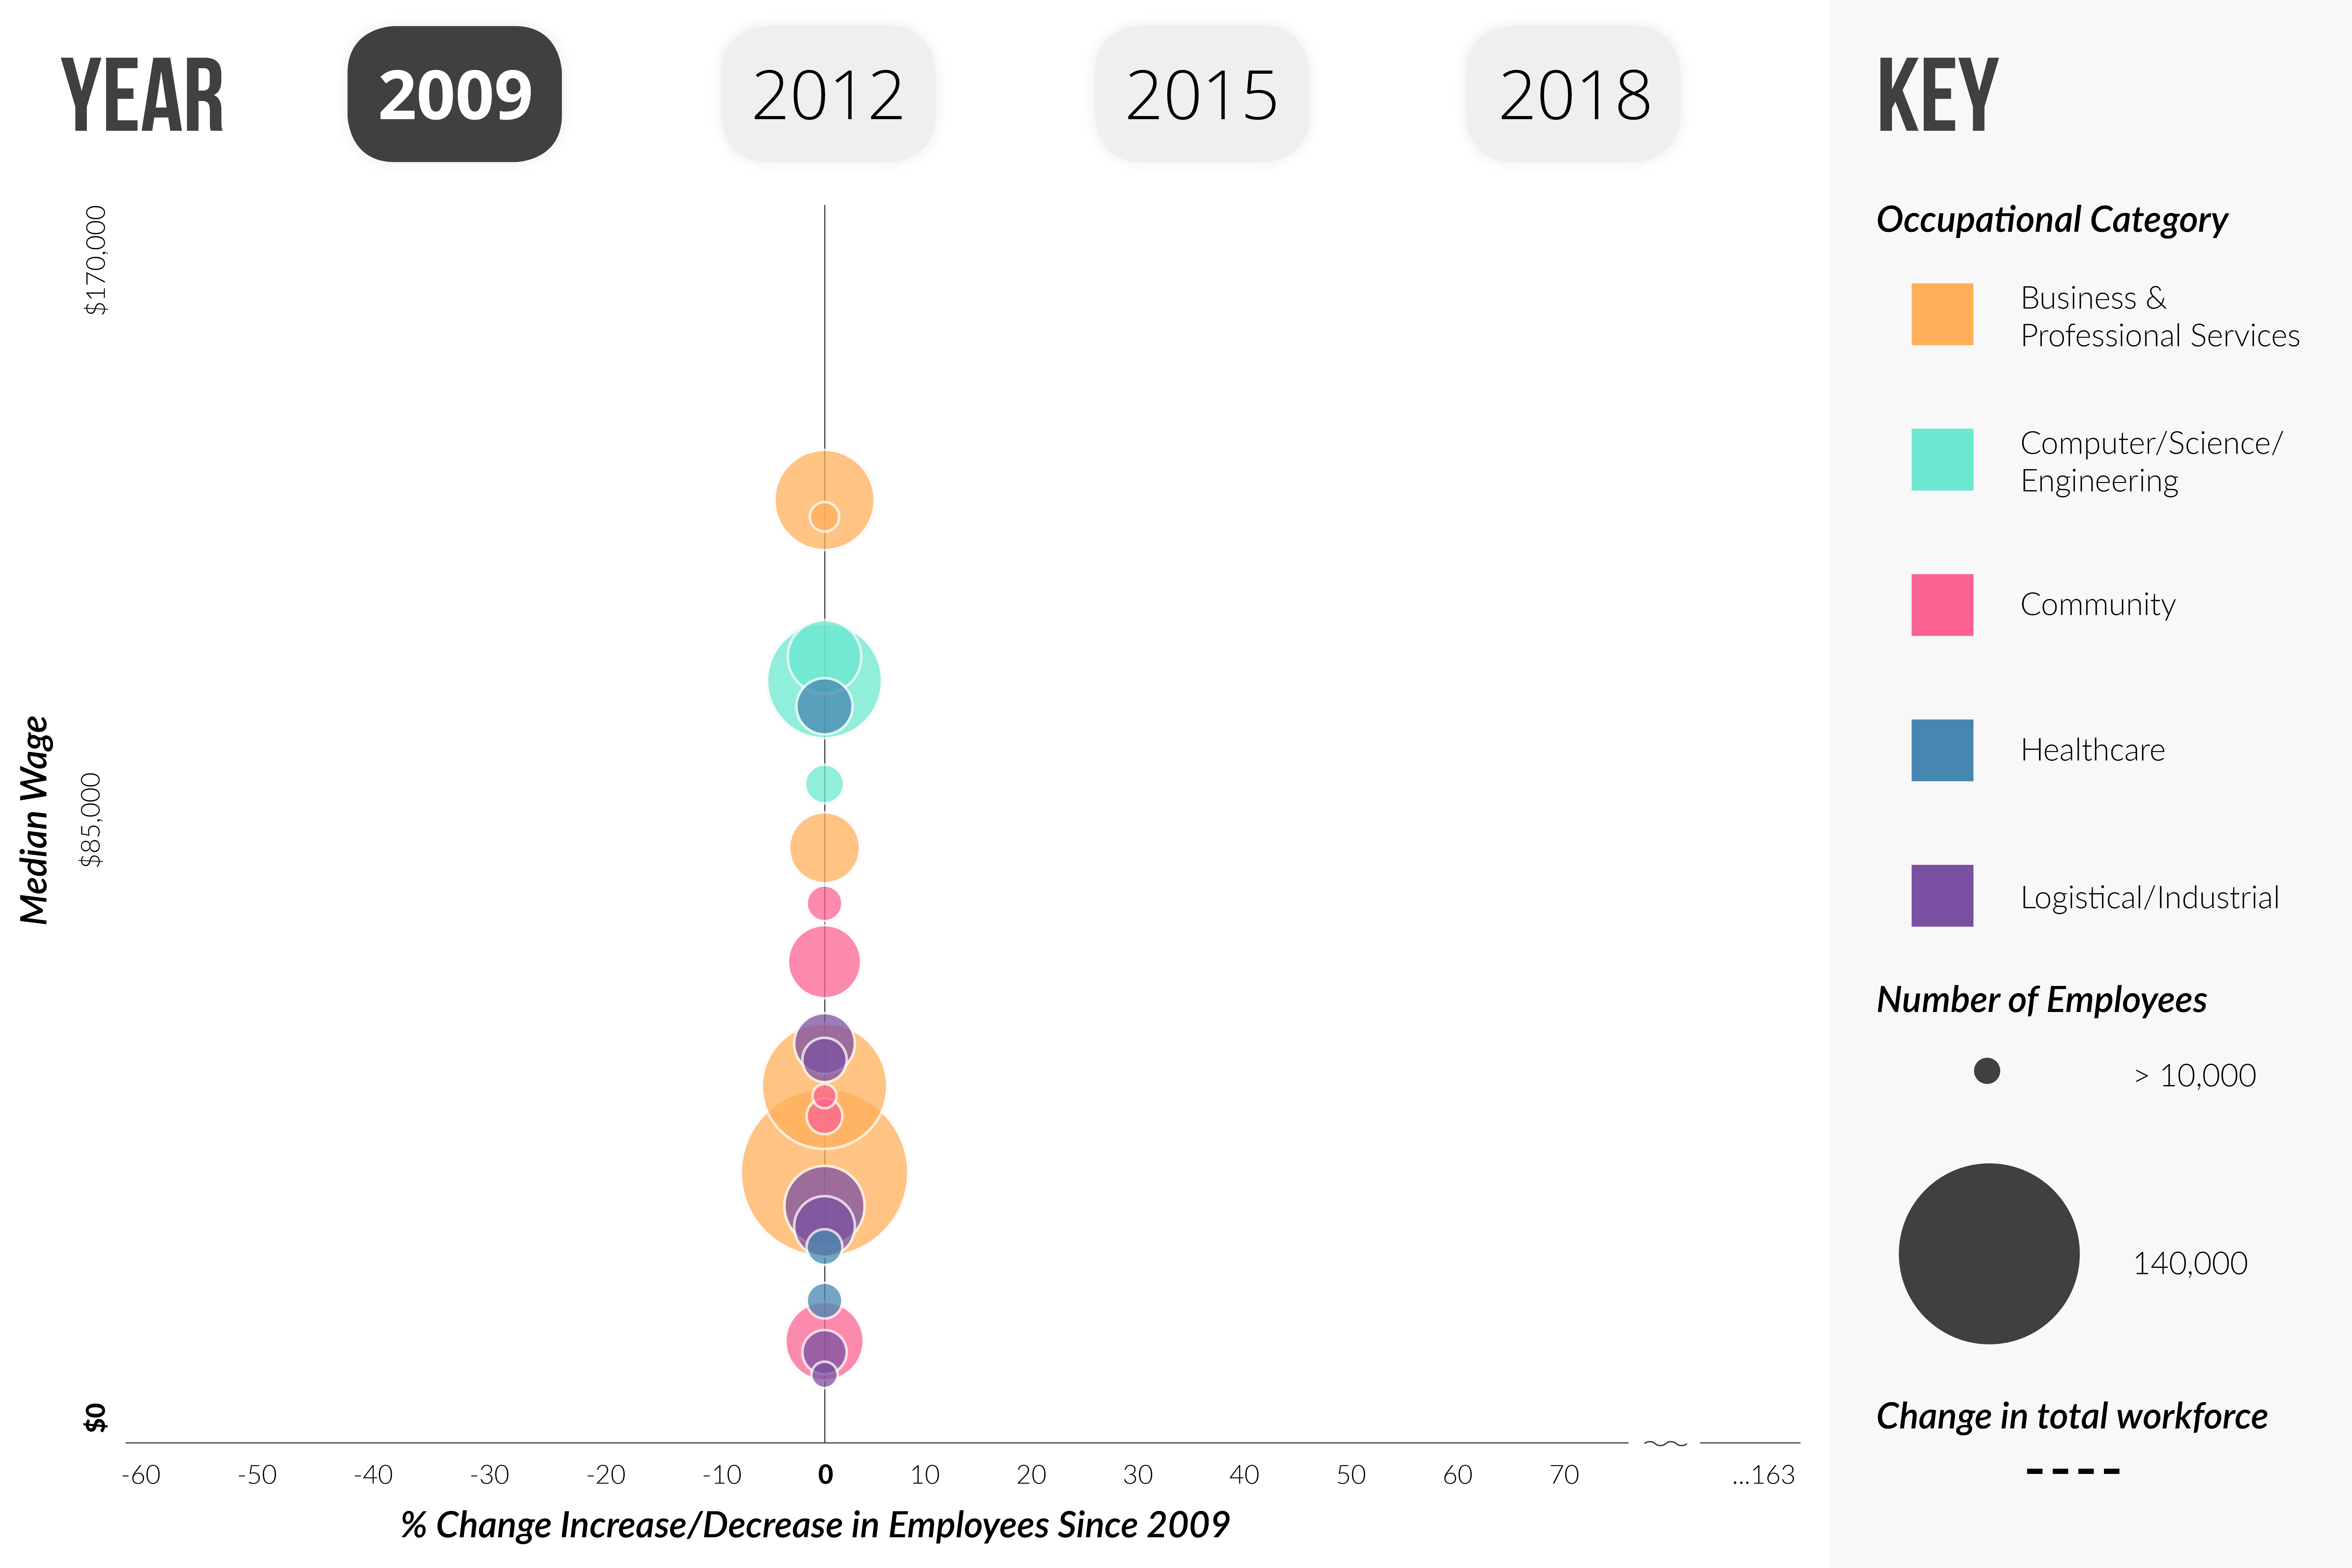 YEAR
2009
2012
2015
2018
KEY
$170,000
$85,000
$0
Median Wage
-60
-50
-40
-30
-20
-10
0
10
20
30
40
50
60
70
...163
% Change Increase/Decrease in Employees Since 2009
Occupational Category
Business &
Professional Services
Computer/Science/
Engineering
Community
Healthcare
Logistical/Industrial
Number of Employees
> 10,000
140,000
Change in total workforce